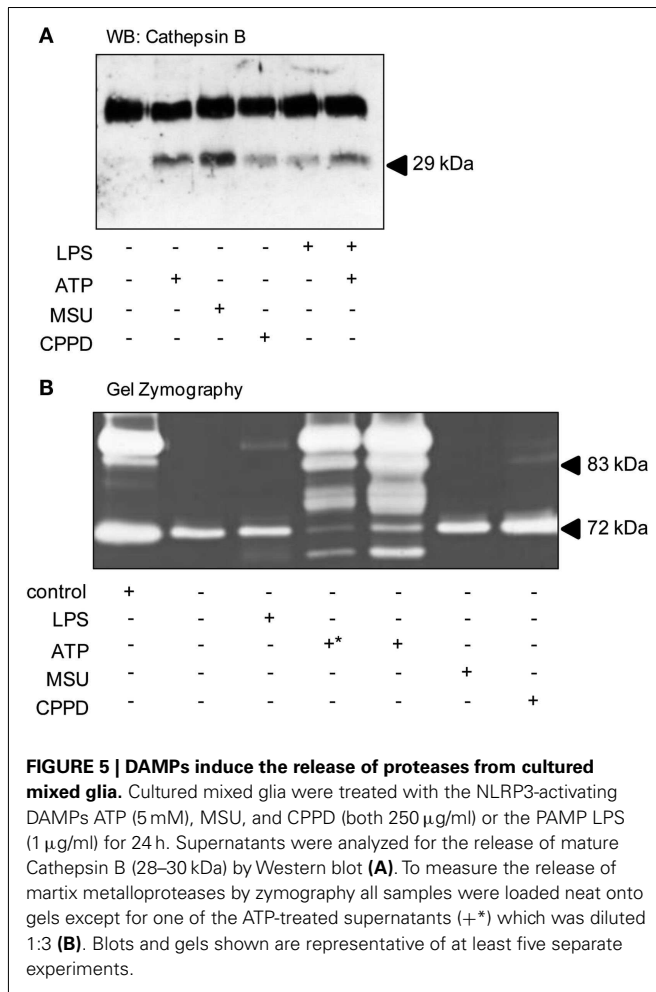 A WB: Cathepsin B
29 kDa
LPS - - - - + +
ATP - + - - - +
MSU - - + - - -
CPPD - - - + - -
B Gel Zymography
83 kDa
72 kDa
control + - - - - - -
LPS - - + - - - -
ATP - - - +* + - -
MSU - - - - - + -
CPPD - - - - - - +
FIGURE 5 | DAMPs induce the release of proteases from cultured
mixed glia. Cultured mixed glia were treated with the NLRP3-activating
DAMPs ATP (5 mM), MSU, and CPPD (both 250 μg/ml) or the PAMP LPS
(1 μg/ml) for 24 h. Supernatants were analyzed for the release of mature
Cathepsin B (28–30 kDa) by Western blot (A). To measure the release of
martix metalloproteases by zymography all samples were loaded neat onto
gels except for one of the ATP-treated supernatants (+*) which was diluted
1:3 (B). Blots and gels shown are representative of at least five separate
experiments.